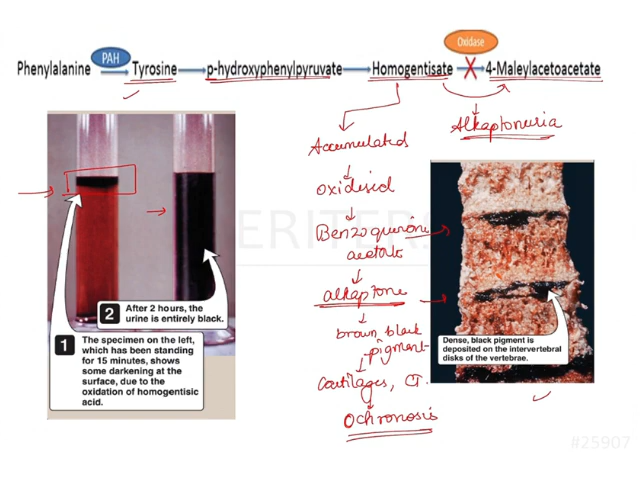 PAH
Oxidase
Phenylalanine Tyrosine p-hydroxyphenylpyruvate Homogentisate 4-Maleylacetoacetate
Alkaptonuria
Accumulated
oxidised
Benzoquinone
acetate
alkaptone
brown black
pigment
Cartilages, CT.
Ochronosis
2 After 2 hours, the
urine is entirely black.
1 The specimen on the left,
which has been standing
for 15 minutes, shows
some darkening at the
surface, due to the
oxidation of homogentisic
acid.
Dense, black pigment is
deposited on the intervertebral
disks of the vertebrae.
#25907